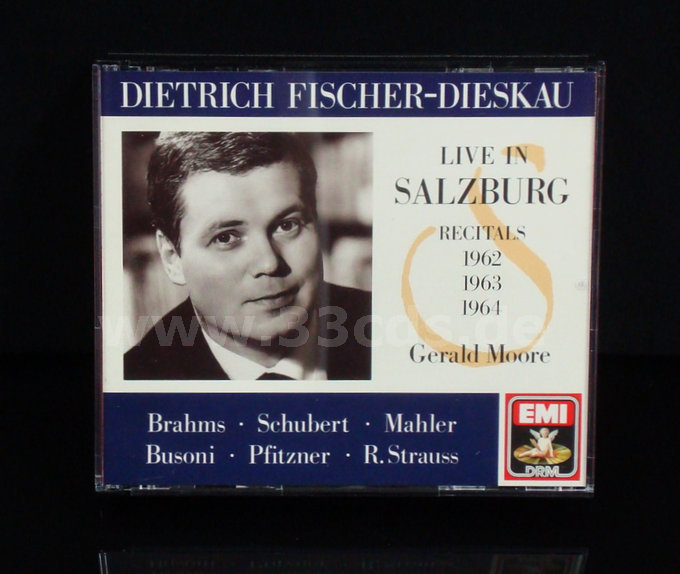 DIETRICH FISCHER-DIESKAU
LIVE IN
SALZBURG
RECITALS
1962
1963
1964
www.33cds.de
Gerald Moore
Brahms · Schubert · Mahler
Busoni · Pfitzner · R. Strauss
EMI
DRM